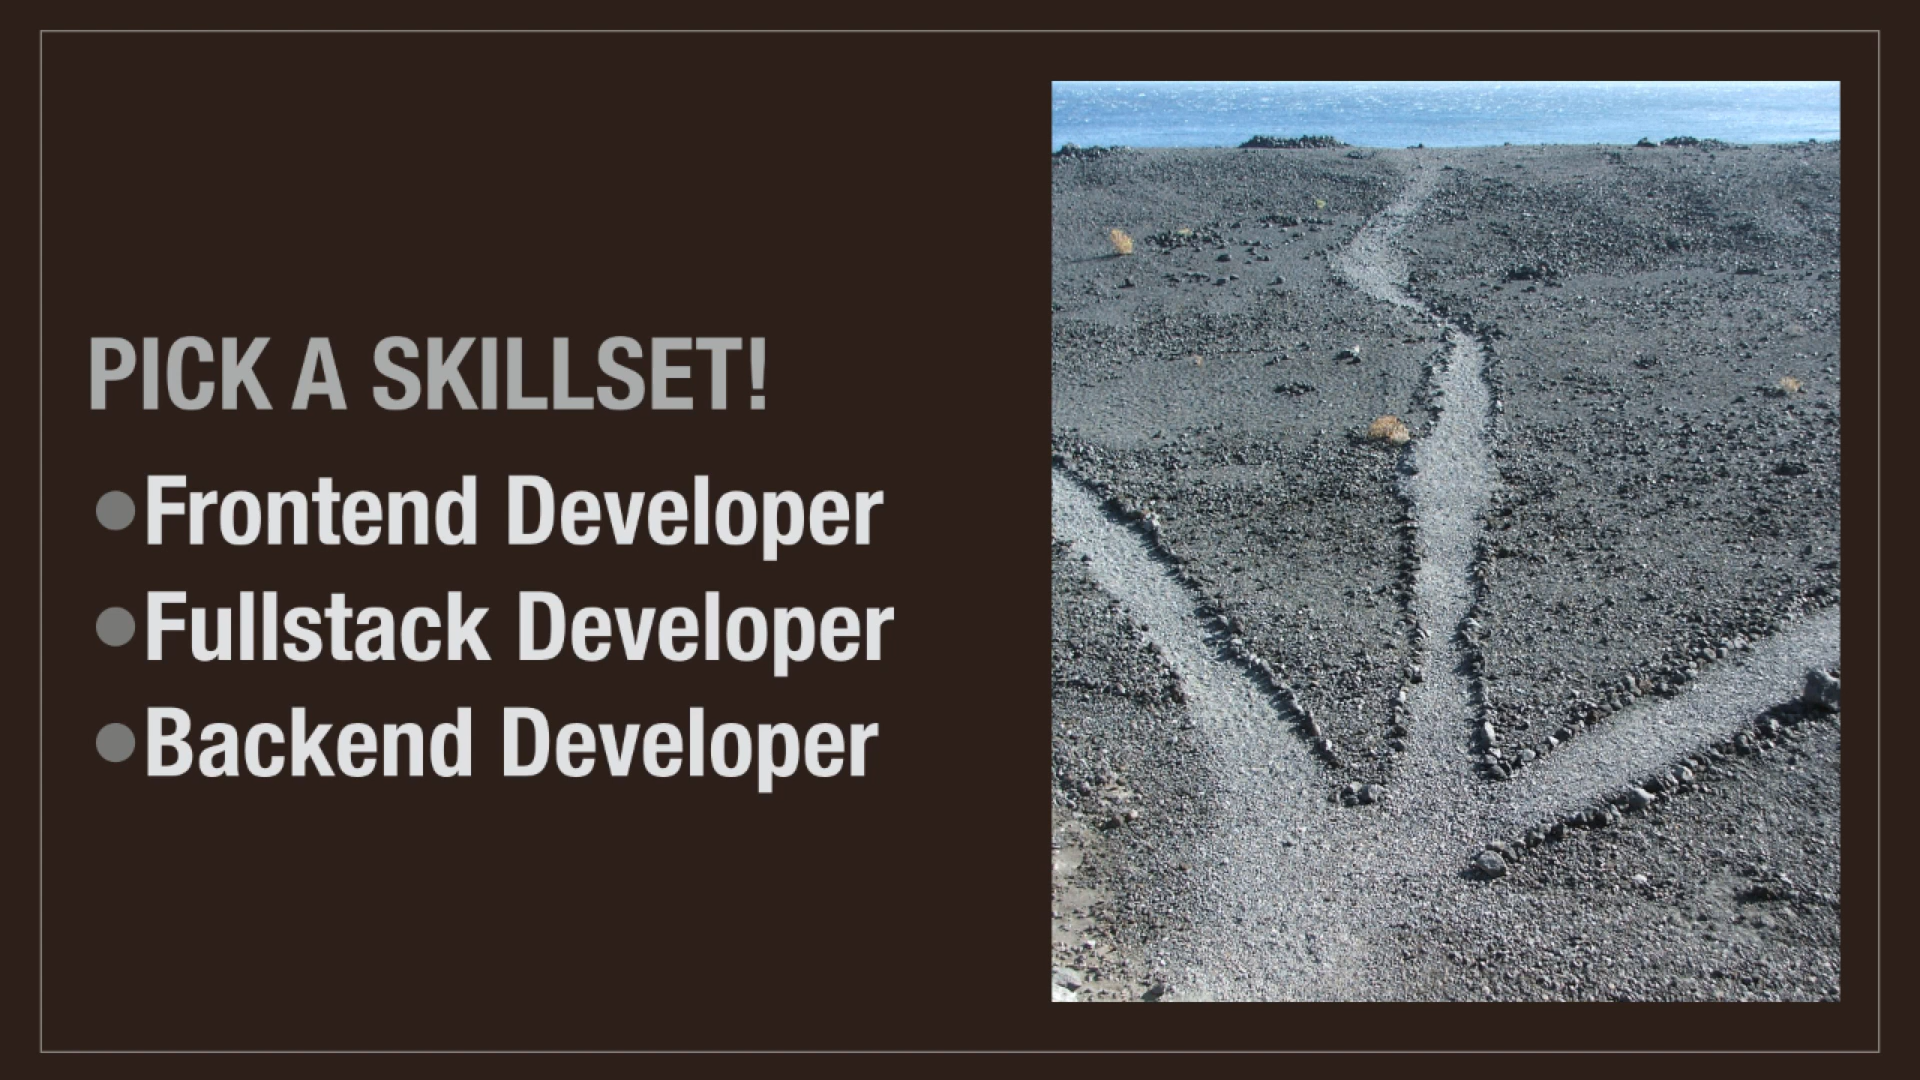 PICK A SKILLSET!
•Frontend Developer
•Fullstack Developer
•Backend Developer